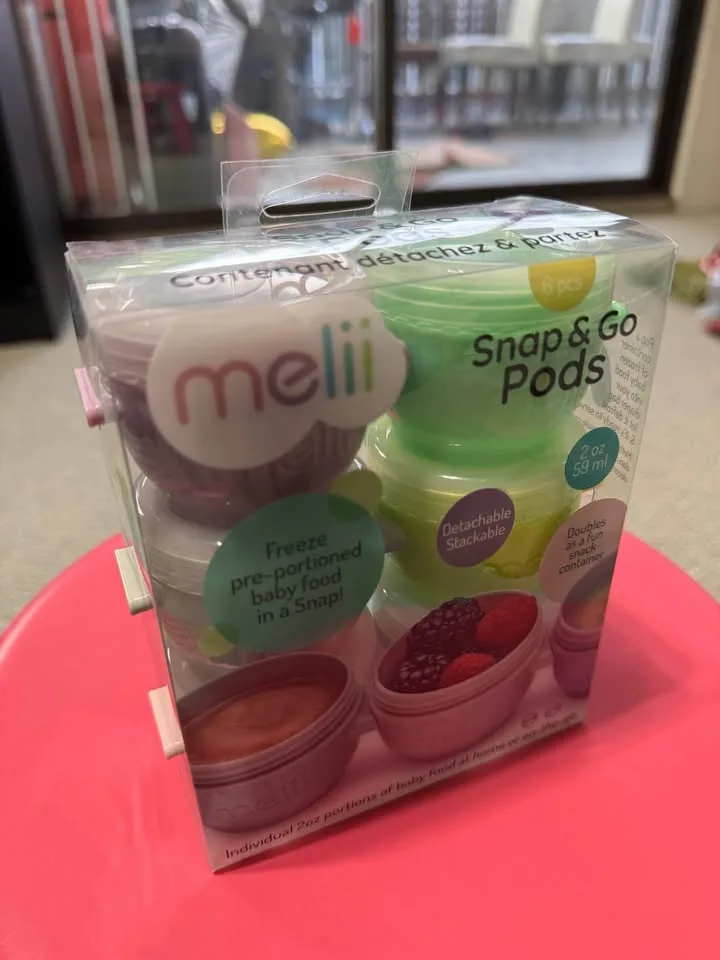 Contenant détachez & partez
6 pcs
melii
Snap & Go
Pods
2 oz
59 ml
Detachable
Stackable
Freeze
pre-portioned
baby food
in a Snap!
Doubles
as a fun
snack
container
Individual 2oz portions of baby food at home or on-the-go